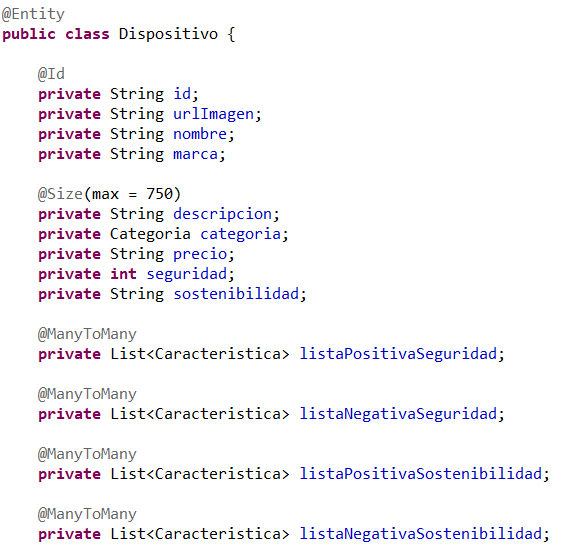 @Entity
public class Dispositivo {
@Id
private String id;
private String urlImagen;
private String nombre;
private String marca;
@Size(max = 750)
private String descripcion;
private Categoria categoria;
private String precio;
private int seguridad;
private String sostenibilidad;
@ManyToMany
private List<Caracteristica> listaPositivaSeguridad;
@ManyToMany
private List<Caracteristica> listaNegativaSeguridad;
@ManyToMany
private List<Caracteristica> listaPositivaSostenibilidad;
@ManyToMany
private List<Caracteristica> listaNegativaSostenibilidad;